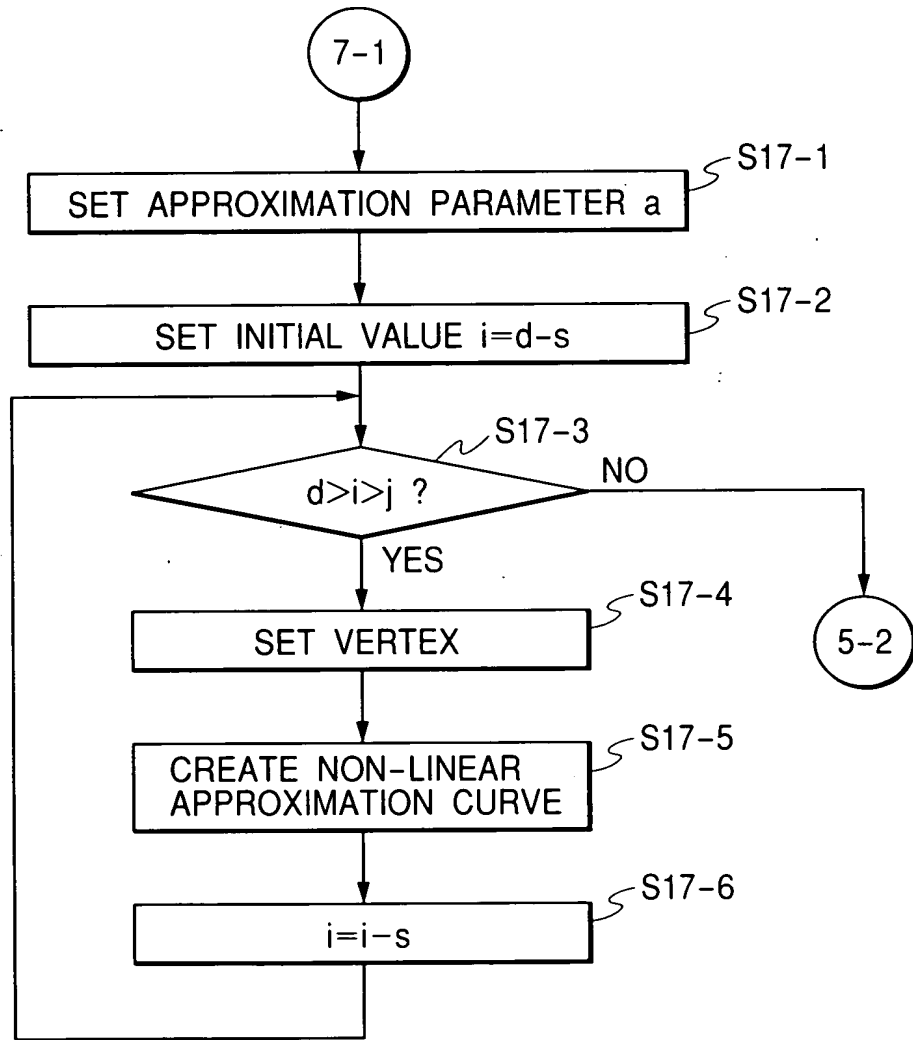 7-1
S17-1
SET APPROXIMATION PARAMETER a
S17-2
SET INITIAL VALUE i=d-s
S17-3
d>i>j ?
NO
YES
S17-4
SET VERTEX
5-2
S17-5
CREATE NON-LINEAR
APPROXIMATION CURVE
S17-6
i=i-s